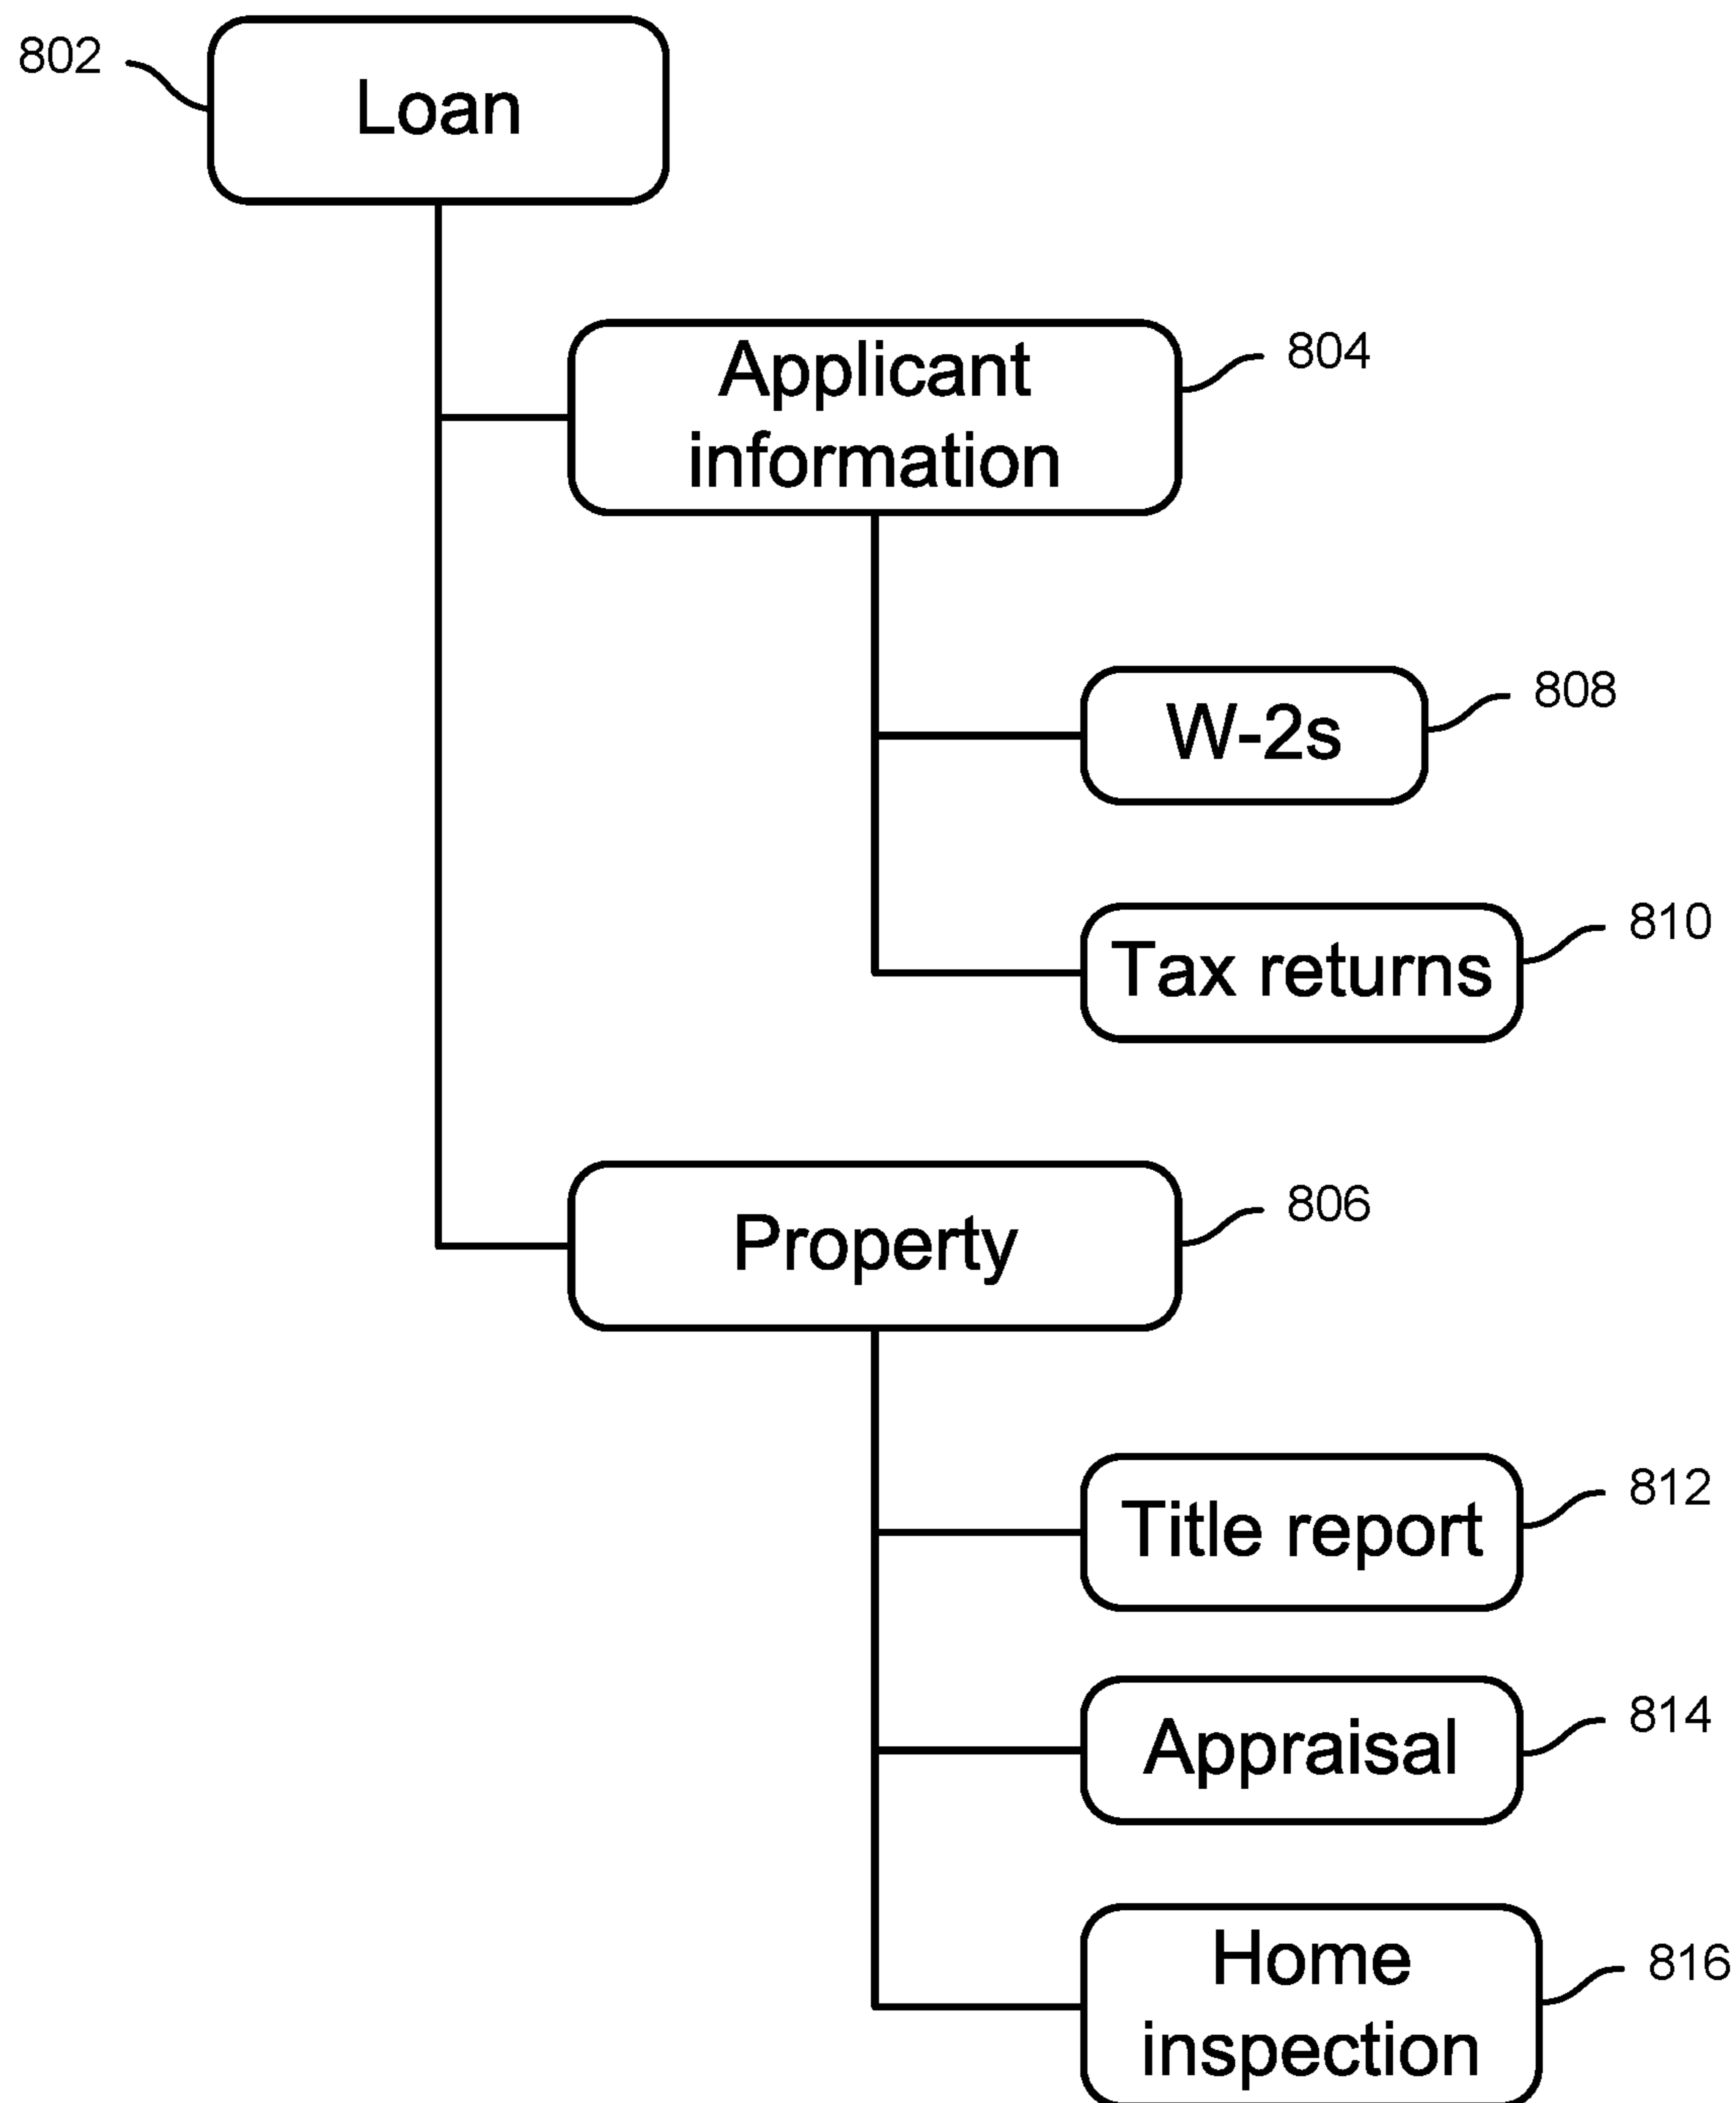 802
Loan
Applicant
information
804
W-2s
808
Tax returns
810
Property
806
Title report
812
Appraisal
814
Home
inspection
816